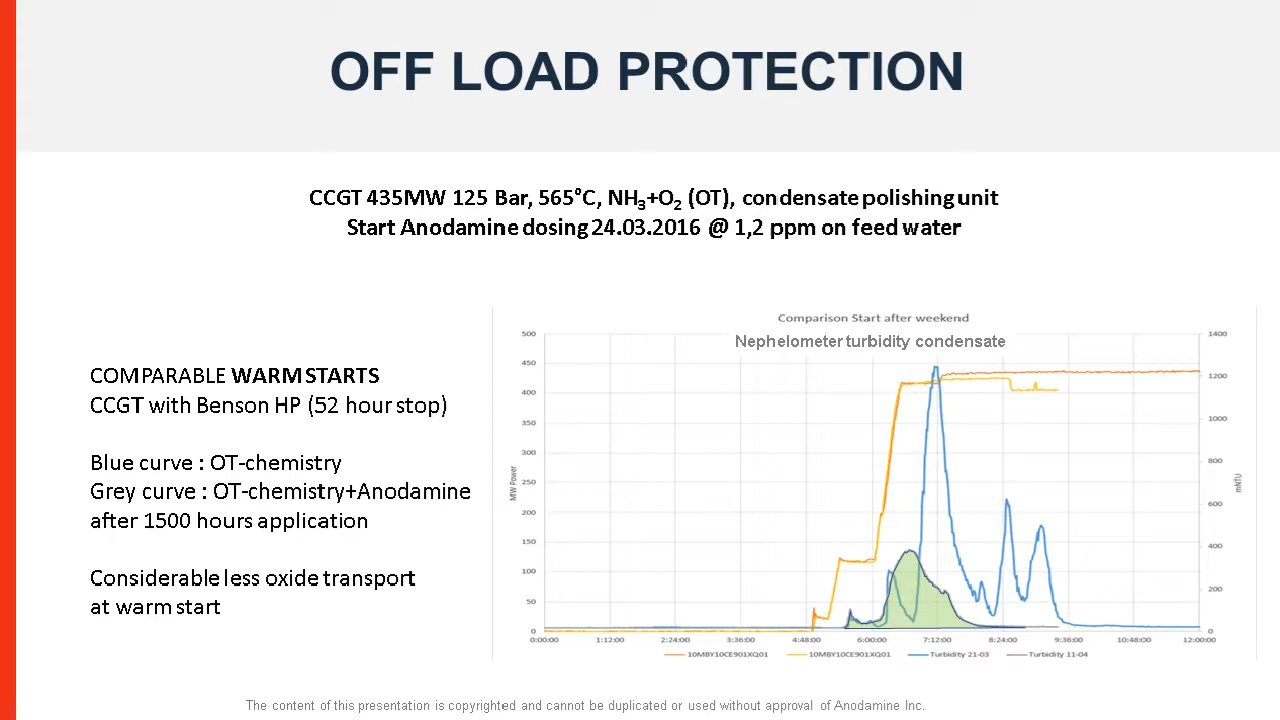 OFF LOAD PROTECTION
CCGT 435MW 125 Bar, 565°C, NH3+O2 (OT), condensate polishing unit
Start Anodamine dosing 24.03.2016 @ 1,2 ppm on feed water
COMPARABLE WARM STARTS
CCGT with Benson HP (52 hour stop)
Blue curve : OT-chemistry
Grey curve : OT-chemistry+Anodamine
after 1500 hours application
Considerable less oxide transport
at warm start
Comparison Start after weekend
Nephelometer turbidity condensate
500
450
400
350
300
250
200
150
100
50
0
MW Power
1400
1200
1000
800
600
400
200
0
mNTU
0:00:00 1:12:00 2:24:00 3:36:00 4:48:00 6:00:00 7:12:00 8:24:00 9:36:00 10:48:00 12:00:00
10MBY10CE901XQ01 10MBY10CE901XQ01 Turbidity 21-03 Turbidity 11-04
The content of this presentation is copyrighted and cannot be duplicated or used without approval of Anodamine Inc.